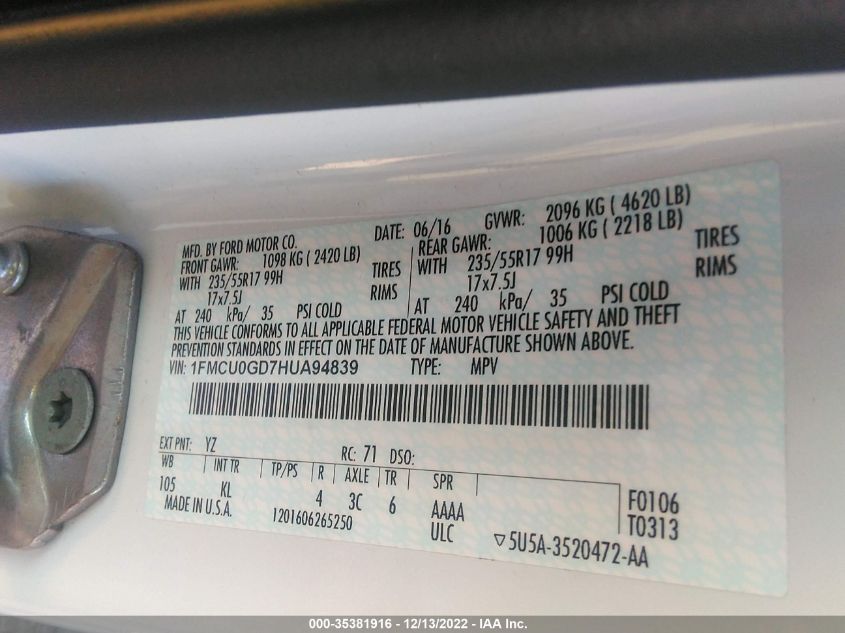 MFD. BY FORD MOTOR CO. DATE: 06/16 GVWR: 2096 KG ( 4620 LB)
FRONT GAWR: 1098 KG ( 2420 LB) REAR GAWR: 1006 KG ( 2218 LB)
WITH 235/55R17 99H TIRES WITH 235/55R17 99H TIRES
17x7.5J RIMS 17x7.5J RIMS
AT 240 kPa/ 35 PSI COLD AT 240 kPa/ 35 PSI COLD
THIS VEHICLE CONFORMS TO ALL APPLICABLE FEDERAL MOTOR VEHICLE SAFETY AND THEFT
PREVENTION STANDARDS IN EFFECT ON THE DATE OF MANUFACTURE SHOWN ABOVE.
VIN: 1FMCU0GD7HUA94839 TYPE: MPV
EXT PNT: YZ RC: 71 DSO:
WB INT TR TP/PS R AXLE TR SPR
105 KL 4 3C 6 AAAA F0106
MADE IN U.S.A. 1201606265250 ULC T0313
▽5U5A-3520472-AA
000-35381916 - 12/13/2022 - IAA Inc.